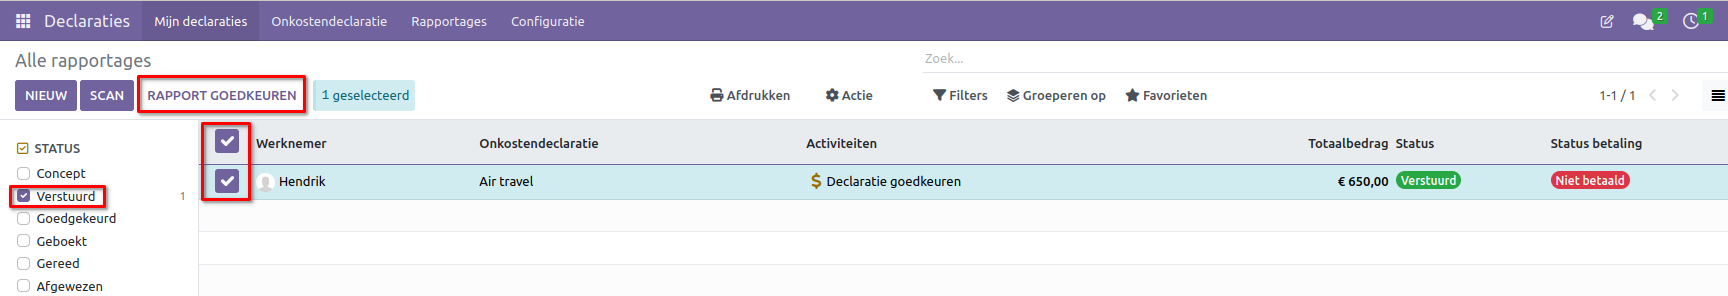 Declaraties Mijn declaraties Onkostendeclaratie Rapportages Configuratie 2 1
Alle rapportages Zoek...
NIEUW SCAN RAPPORT GOEDKEUREN 1 geselecteerd Afdrukken Actie Filters Groeperen op Favorieten 1-1 / 1
STATUS
Concept
Verstuurd 1
Goedgekeurd
Geboekt
Gereed
Afgewezen
Werknemer Onkostendeclaratie Activiteiten Totaalbedrag Status Status betaling
Hendrik Air travel $ Declaratie goedkeuren € 650,00 Verstuurd Niet betaald